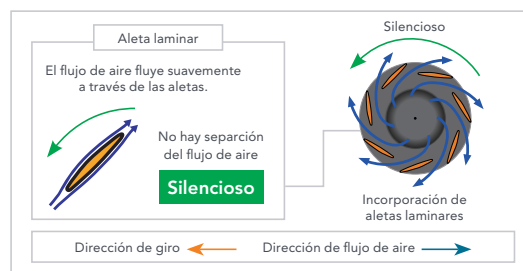 Aleta laminar
El flujo de aire fluye suavemente
a través de las aletas.
No hay separción
del flujo de aire
Silencioso
Silencioso
Incorporación de
aletas laminares
Dirección de giro
Dirección de flujo de aire